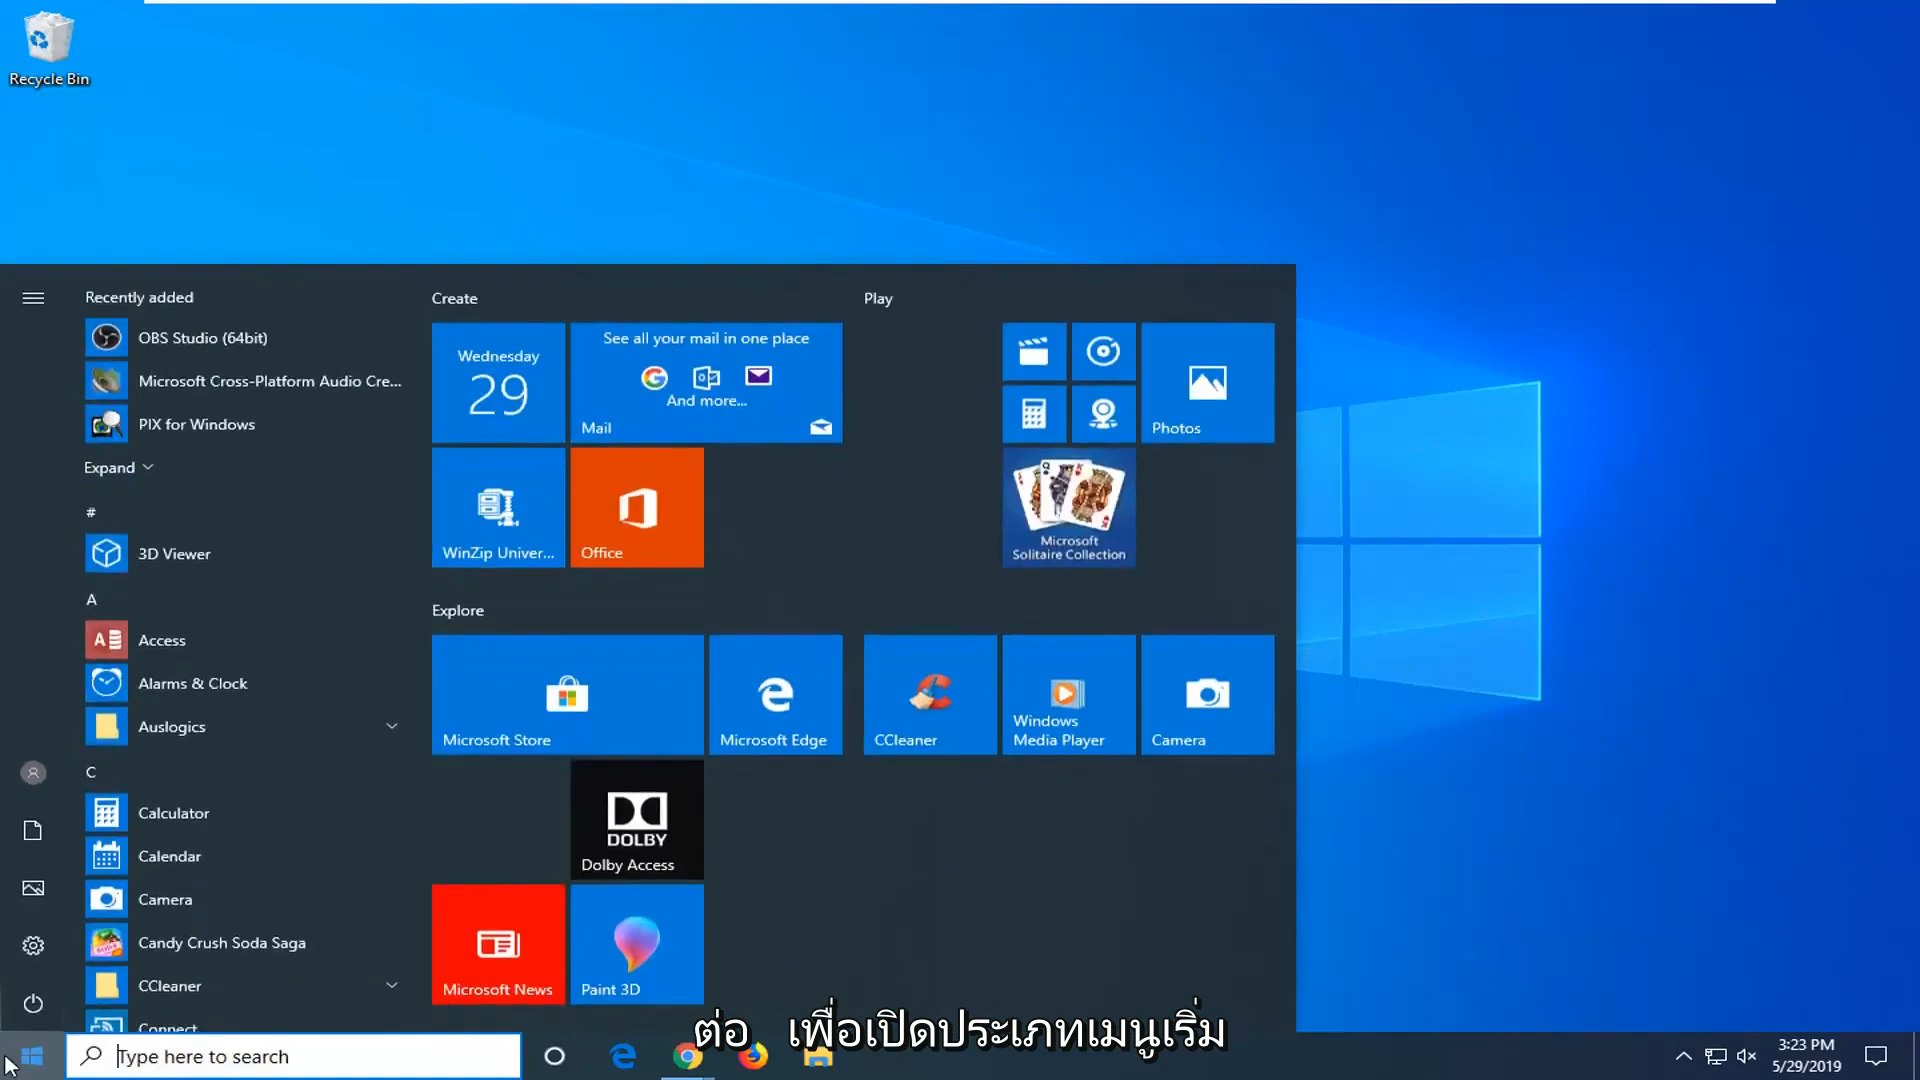 Recycle Bin
Recently added
OBS Studio (64bit)
Microsoft Cross-Platform Audio Cre...
PIX for Windows
Expand
#
3D Viewer
A
Access
Alarms & Clock
Auslogics
C
Calculator
Calendar
Camera
Candy Crush Soda Saga
CCleaner
Connect
Create
Wednesday
29
See all your mail in one place
And more...
Mail
WinZip Univer...
Office
Explore
Microsoft Store
Microsoft Edge
DOLBY
Dolby Access
Microsoft News
Paint 3D
Play
Photos
Microsoft
Solitaire Collection
CCleaner
Windows
Media Player
Camera
ต่อ เพื่อเปิดประเภทเมนูเริ่ม
Type here to search
3:23 PM
5/29/2019